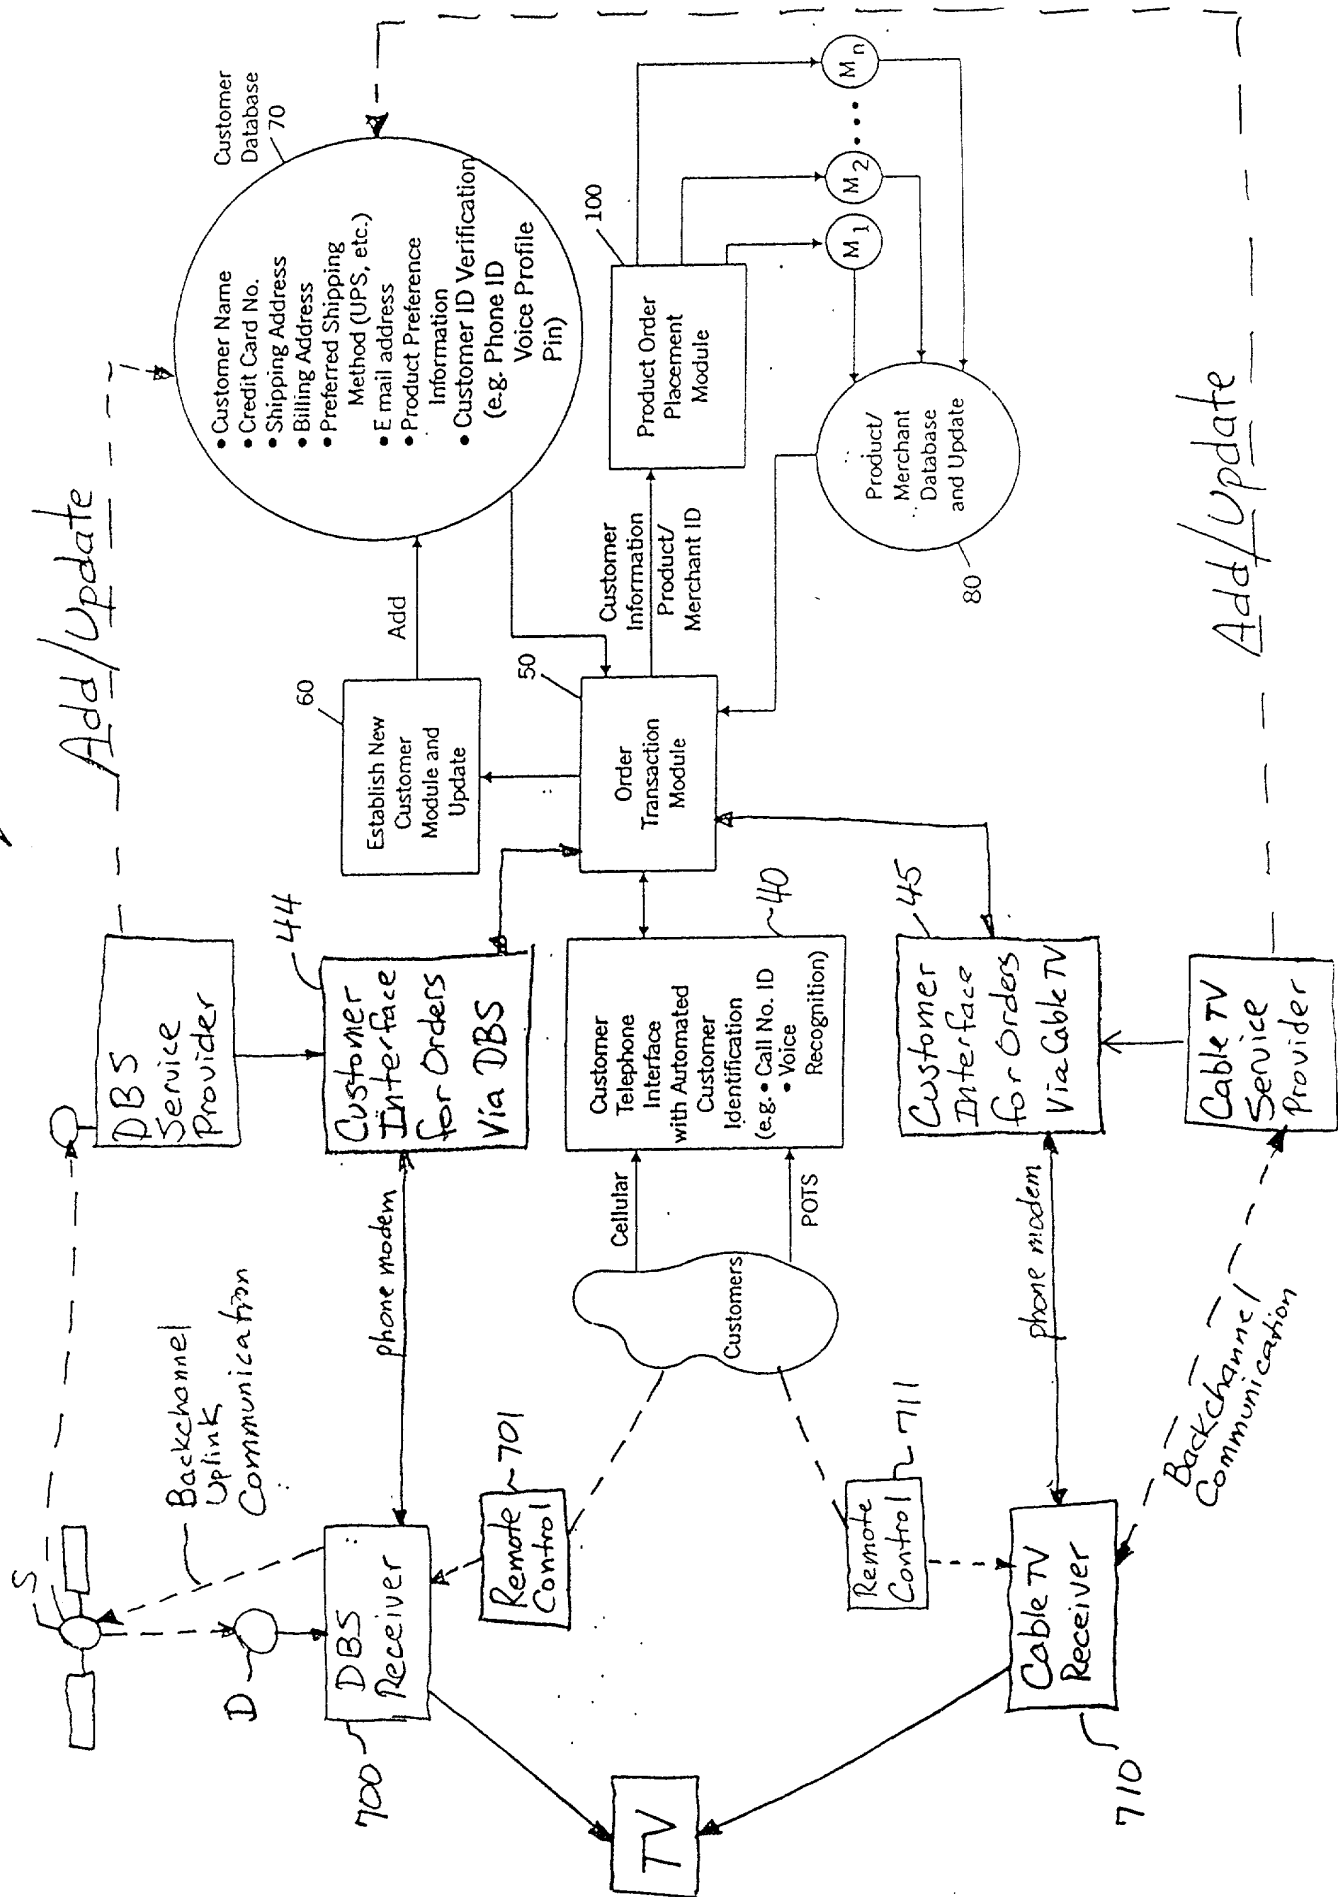 S
Backchannel
Uplink
Communication
D
DBS
Receiver
700
Remote
Control
701
TV
Remote
Control
711
Cable TV
Receiver
710
Backchannel
Communication
phone modem
phone modem
Customers
Cellular
POTS
DBS
Service
Provider
Customer
Interface
for Orders
Via DBS
44
Customer
Telephone
Interface
with Automated
Customer
Identification
(e.g. • Call No. ID
• Voice
Recognition)
40
Customer
Interface
for Orders
Via Cable TV
45
Cable TV
Service
Provider
Add/Update
Establish New
Customer
Module and
Update
60
Add
Order
Transaction
Module
50
Customer
Information
Product/
Merchant ID
Customer
Database
70
• Customer Name
• Credit Card No.
• Shipping Address
• Billing Address
• Preferred Shipping
Method (UPS, etc.)
• E mail address
• Product Preference
Information
• Customer ID Verification
(e.g. Phone ID
Voice Profile
Pin)
Product Order
Placement
Module
100
M1
M2
....
Mn
Product/
Merchant
Database
and Update
80
Add/Update